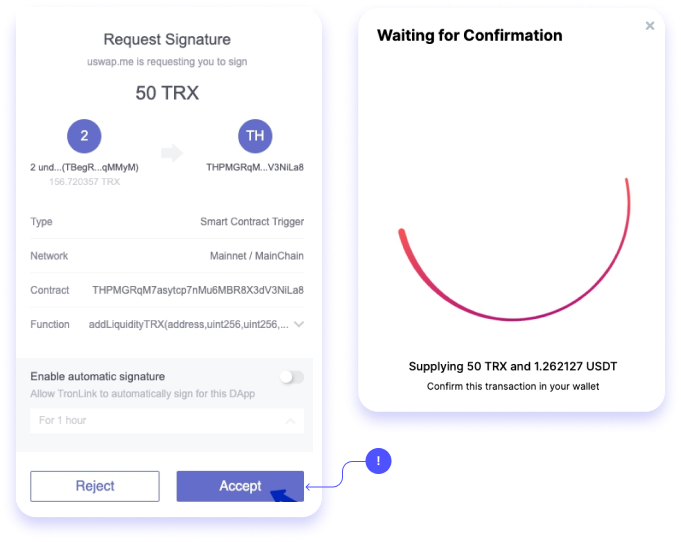 Request Signature
uswap.me is requesting you to sign
50 TRX
2
TH
2 und...(TBegR...qMMyM)
THPMGRqM...V3NiLa8
156.720357 TRX
Type
Smart Contract Trigger
Network
Mainnet / MainChain
Contract
THPMGRqM7asytcp7nMu6MBR8X3dV3NiLa8
Function
addLiquidityTRX(address,uint256,uint256,...
Enable automatic signature
Allow TronLink to automatically sign for this DApp
For 1 hour
Reject
Accept
!
Waiting for Confirmation
×
Supplying 50 TRX and 1.262127 USDT
Confirm this transaction in your wallet